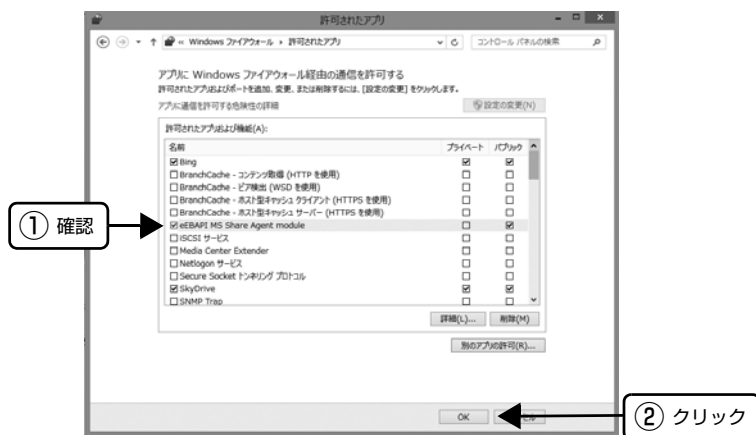 許可されたアプリ
« Windows ファイアウォール › 許可されたアプリ
コントロール パネルの検索
アプリに Windows ファイアウォール経由の通信を許可する
許可されたアプリおよびポートを追加、変更、または削除するには、[設定の変更] をクリックします。
アプリに通信を許可する危険性の詳細
設定の変更(N)
許可されたアプリおよび機能(A):
名前 プライベート パブリック
Bing
BranchCache - コンテンツ取得 (HTTP を使用)
BranchCache - ピア検出 (WSD を使用)
BranchCache - ホスト型キャッシュ クライアント (HTTPS を使用)
BranchCache - ホスト型キャッシュ サーバー (HTTPS を使用)
① 確認
eEBAPI MS Share Agent module
iSCSI サービス
Media Center Extender
Netlogon サービス
Secure Socket トンネリング プロトコル
SkyDrive
SNMP Trap
詳細(L)... 削除(M)
別のアプリの許可(R)...
OK
② クリック